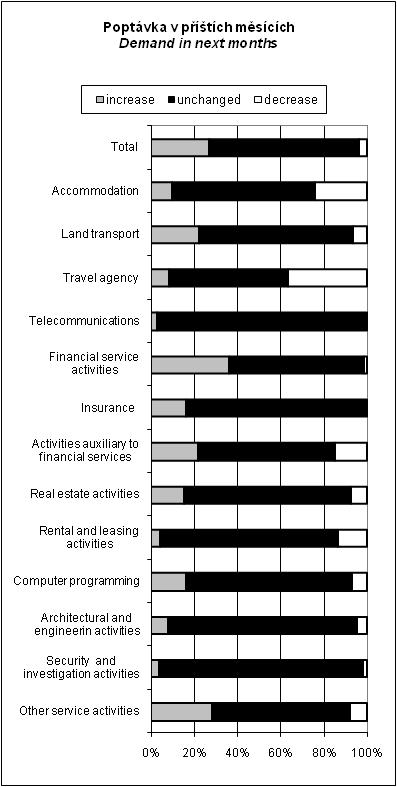 Poptávka v příštích měsících
Demand in next months
increase unchanged decrease
Total
Accommodation
Land transport
Travel agency
Telecommunications
Financial service
activities
Insurance
Activities auxiliary to
financial services
Real estate activities
Rental and leasing
activities
Computer programming
Architectural and
engineerin activities
Security and
investigation activities
Other service activities
0% 20% 40% 60% 80% 100%